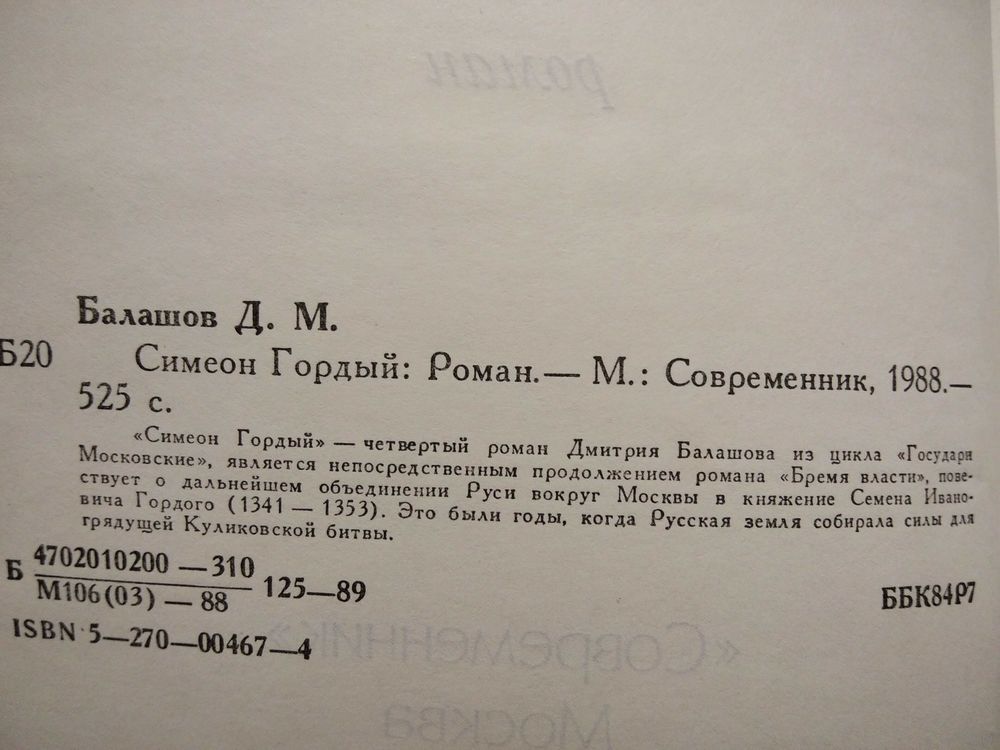 роман
Балашов Д. М.
Б20
Симеон Гордый: Роман.— М.: Современник, 1988.—
525 с.
«Симеон Гордый» — четвертый роман Дмитрия Балашова из цикла «Государи
Московские», является непосредственным продолжением романа «Бремя власти», пове-
ствует о дальнейшем объединении Руси вокруг Москвы в княжение Семена Ивано-
вича Гордого (1341 — 1353). Это были годы, когда Русская земля собирала силы для
грядущей Куликовской битвы.
Б 4702010200 —310
М106(03) — 88
125—89
ББК84Р7
ISBN 5—270—00467—4
«Современник»
Москва